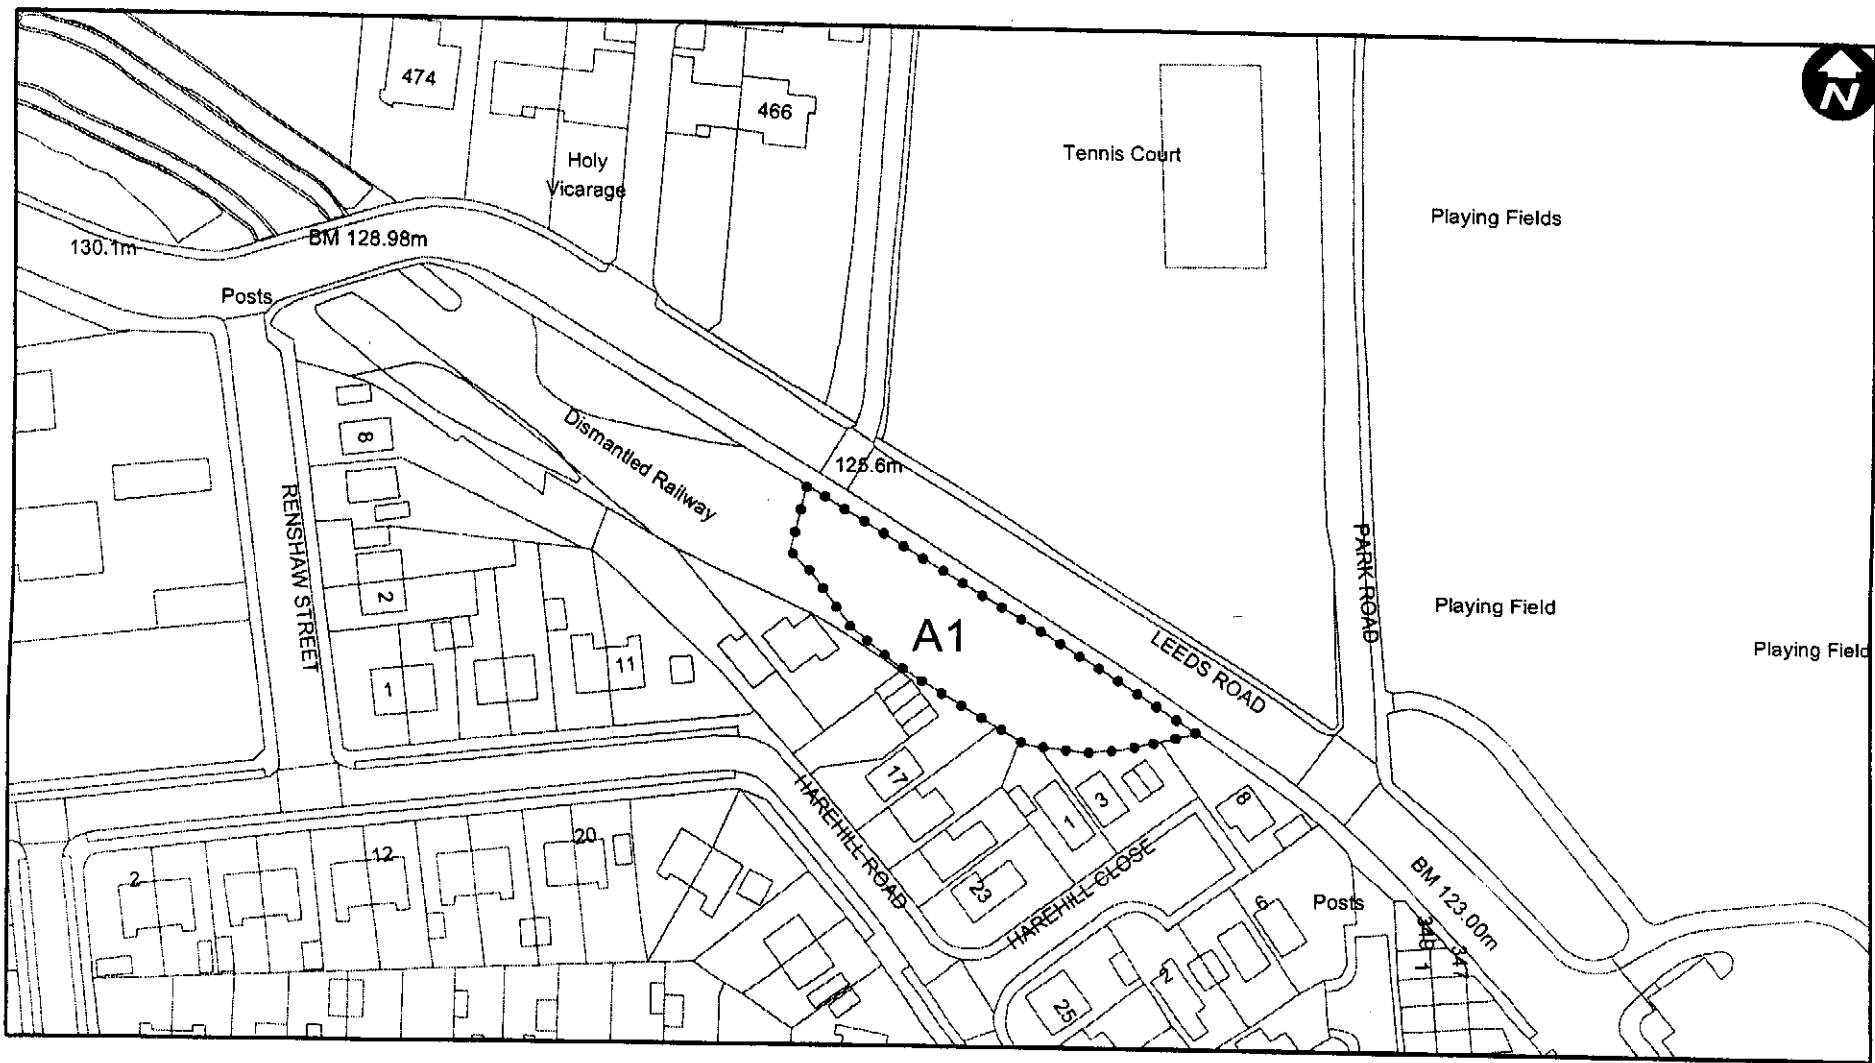 N
474
466
Holy
Vicarage
Tennis Court
Playing Fields
130.1m
BM 128.98m
Posts
8
Dismantled Railway
125.6m
RENSHAW STREET
2
PARK ROAD
Playing Field
Playing Field
A1
LEEDS ROAD
11
1
17
3
8
1
HAREHILL ROAD
20
12
2
23
HAREHILL CLOSE
BM 123.00m
6
Posts
347
1
2
25